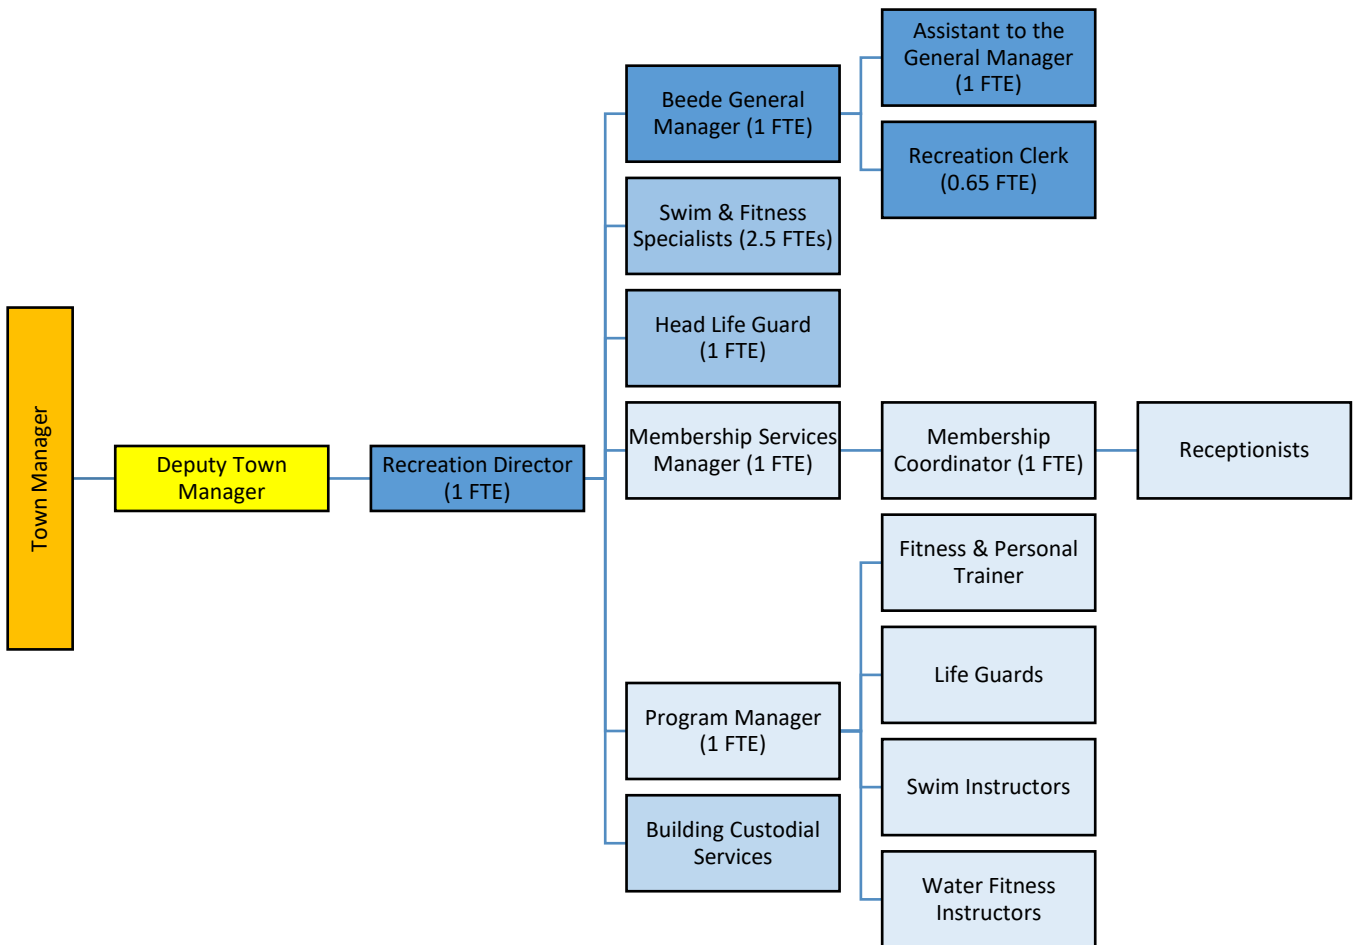 Town Manager
Deputy Town
Manager
Recreation Director
(1 FTE)
Beede General
Manager (1 FTE)
Assistant to the
General Manager
(1 FTE)
Recreation Clerk
(0.65 FTE)
Swim & Fitness
Specialists (2.5 FTEs)
Head Life Guard
(1 FTE)
Membership Services
Manager (1 FTE)
Membership
Coordinator (1 FTE)
Receptionists
Program Manager
(1 FTE)
Fitness & Personal
Trainer
Life Guards
Swim Instructors
Water Fitness
Instructors
Building Custodial
Services